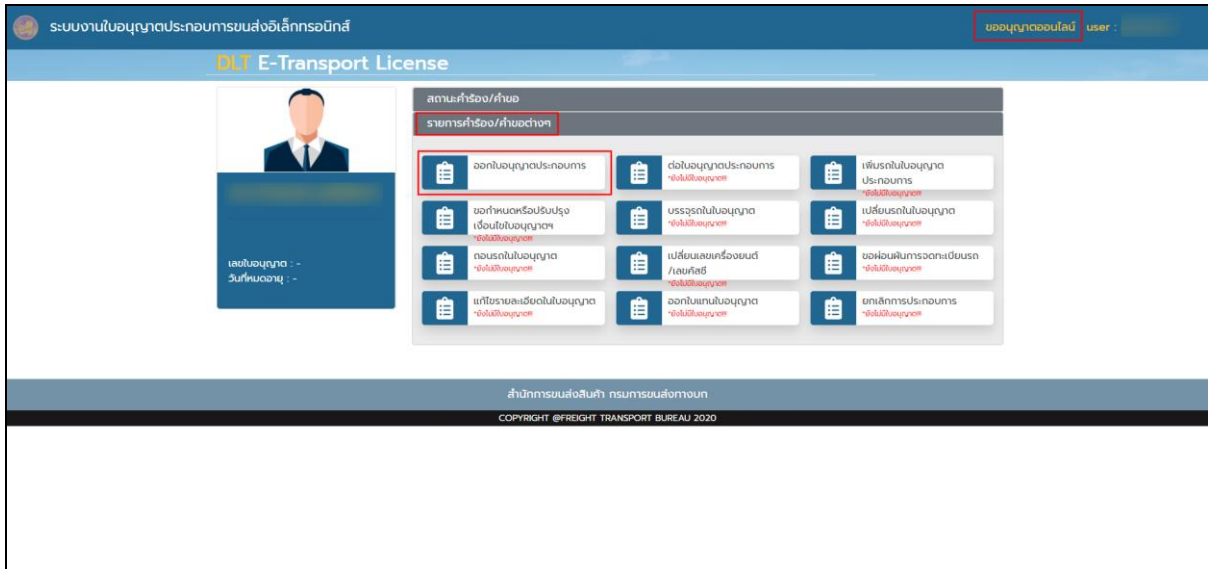 ระบบงานใบอนุญาตประกอบการขนส่งอิเล็กทรอนิกส์
ขออนุญาตออนไลน์ user :
DLT E-Transport License
สถานะคำร้อง/คำขอ
รายการคำร้อง/คำขอต่างๆ
ออกใบอนุญาตประกอบการ
ต่อใบอนุญาตประกอบการ
*ยังไม่มีใบอนุญาต!!!
เพิ่มรถในใบอนุญาต
ประกอบการ
*ยังไม่มีใบอนุญาต!!!
ขอกำหนดหรือปรับปรุง
เงื่อนไขใบอนุญาตฯ
*ยังไม่มีใบอนุญาต!!!
บรรจุรถในใบอนุญาต
*ยังไม่มีใบอนุญาต!!!
เปลี่ยนรถในใบอนุญาต
*ยังไม่มีใบอนุญาต!!!
ถอนรถในใบอนุญาต
*ยังไม่มีใบอนุญาต!!!
เปลี่ยนเลขเครื่องยนต์
/เลขคัสซี
*ยังไม่มีใบอนุญาต!!!
ขอผ่อนผันการจดทะเบียนรถ
*ยังไม่มีใบอนุญาต!!!
แก้ไขรายละเอียดในใบอนุญาต
*ยังไม่มีใบอนุญาต!!!
ออกใบแทนใบอนุญาต
*ยังไม่มีใบอนุญาต!!!
ยกเลิกการประกอบการ
*ยังไม่มีใบอนุญาต!!!
เลขใบอนุญาต : -
วันที่หมดอายุ : -
สำนักการขนส่งสินค้า กรมการขนส่งทางบก
COPYRIGHT @FREIGHT TRANSPORT BUREAU 2020